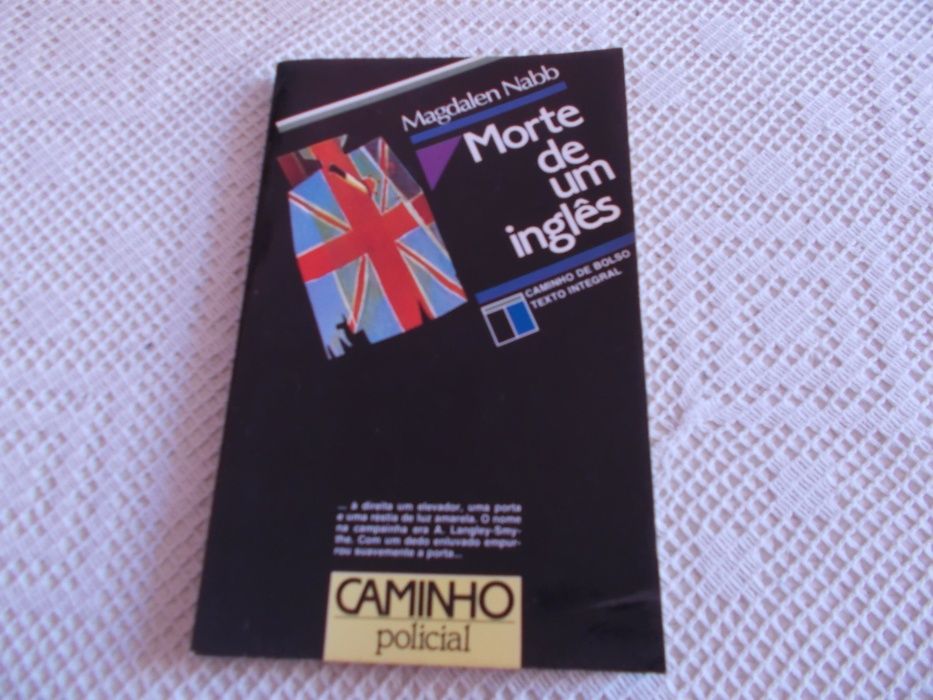 Magdalen Nabb
Morte
de
um
inglês
CAMINHO DE BOLSO
TEXTO INTEGRAL
... à direita um elevador, uma porta
e uma réstia de luz amarela. O nome
na campainha era A. Langley-Smy-
the. Com um dedo enluvado empur-
rou suavemente a porta...
CAMINHO
policial